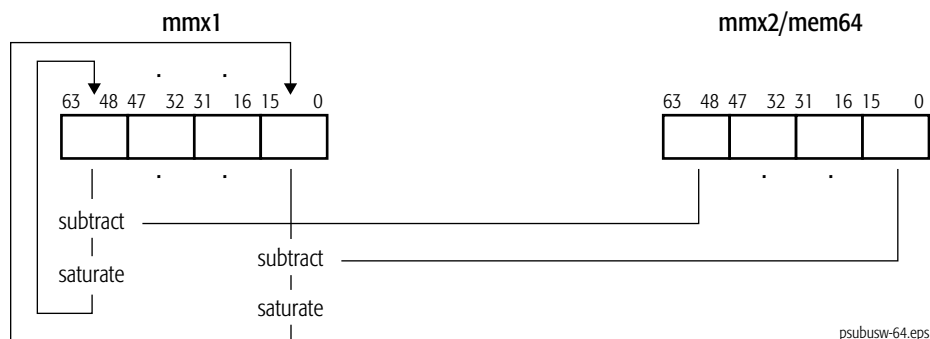 mmx1 mmx2/mem64
. .
63 48 47 32 31 16 15 0 63 48 47 32 31 16 15 0
. . . .
subtract
subtract
saturate
saturate
psubusw-64.eps